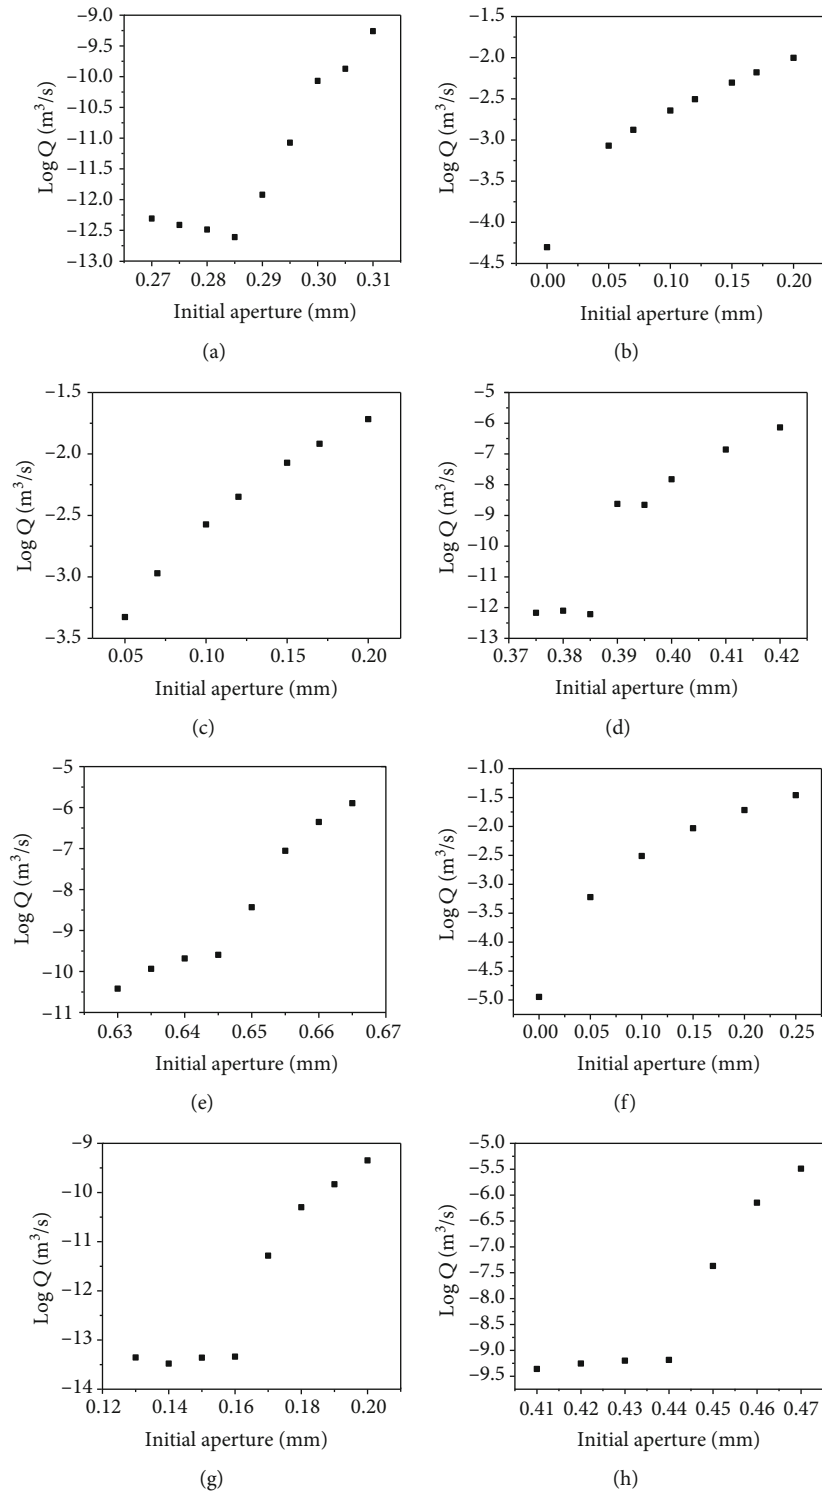 −9.0
−9.5
−10.0
−10.5
−11.0
−11.5
−12.0
−12.5
−13.0
Log Q (m³/s)
0.27 0.28 0.29 0.30 0.31
Initial aperture (mm)
(a)
−1.5
−2.0
−2.5
−3.0
−3.5
−4.0
−4.5
Log Q (m³/s)
0.00 0.05 0.10 0.15 0.20
Initial aperture (mm)
(b)
−1.5
−2.0
−2.5
−3.0
−3.5
Log Q (m³/s)
0.05 0.10 0.15 0.20
Initial aperture (mm)
(c)
−5
−6
−7
−8
−9
−10
−11
−12
−13
Log Q (m³/s)
0.37 0.38 0.39 0.40 0.41 0.42
Initial aperture (mm)
(d)
−5
−6
−7
−8
−9
−10
−11
Log Q (m³/s)
0.63 0.64 0.65 0.66 0.67
Initial aperture (mm)
(e)
−1.0
−1.5
−2.0
−2.5
−3.0
−3.5
−4.0
−4.5
−5.0
Log Q (m³/s)
0.00 0.05 0.10 0.15 0.20 0.25
Initial aperture (mm)
(f)
−9
−10
−11
−12
−13
−14
Log Q (m³/s)
0.12 0.14 0.16 0.18 0.20
Initial aperture (mm)
(g)
−5.0
−5.5
−6.0
−6.5
−7.0
−7.5
−8.0
−8.5
−9.0
−9.5
Log Q (m³/s)
0.41 0.42 0.43 0.44 0.45 0.46 0.47
Initial aperture (mm)
(h)